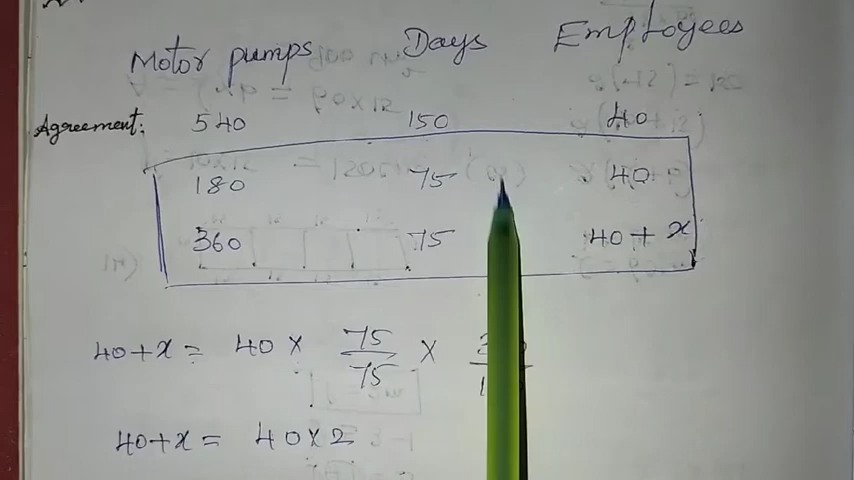 Motor pumps Days Employees
Agreement: 540 150 40
180 75 40
360 75 40 + x
40+x = 40 × 75/75 ×
40+x = 40×2